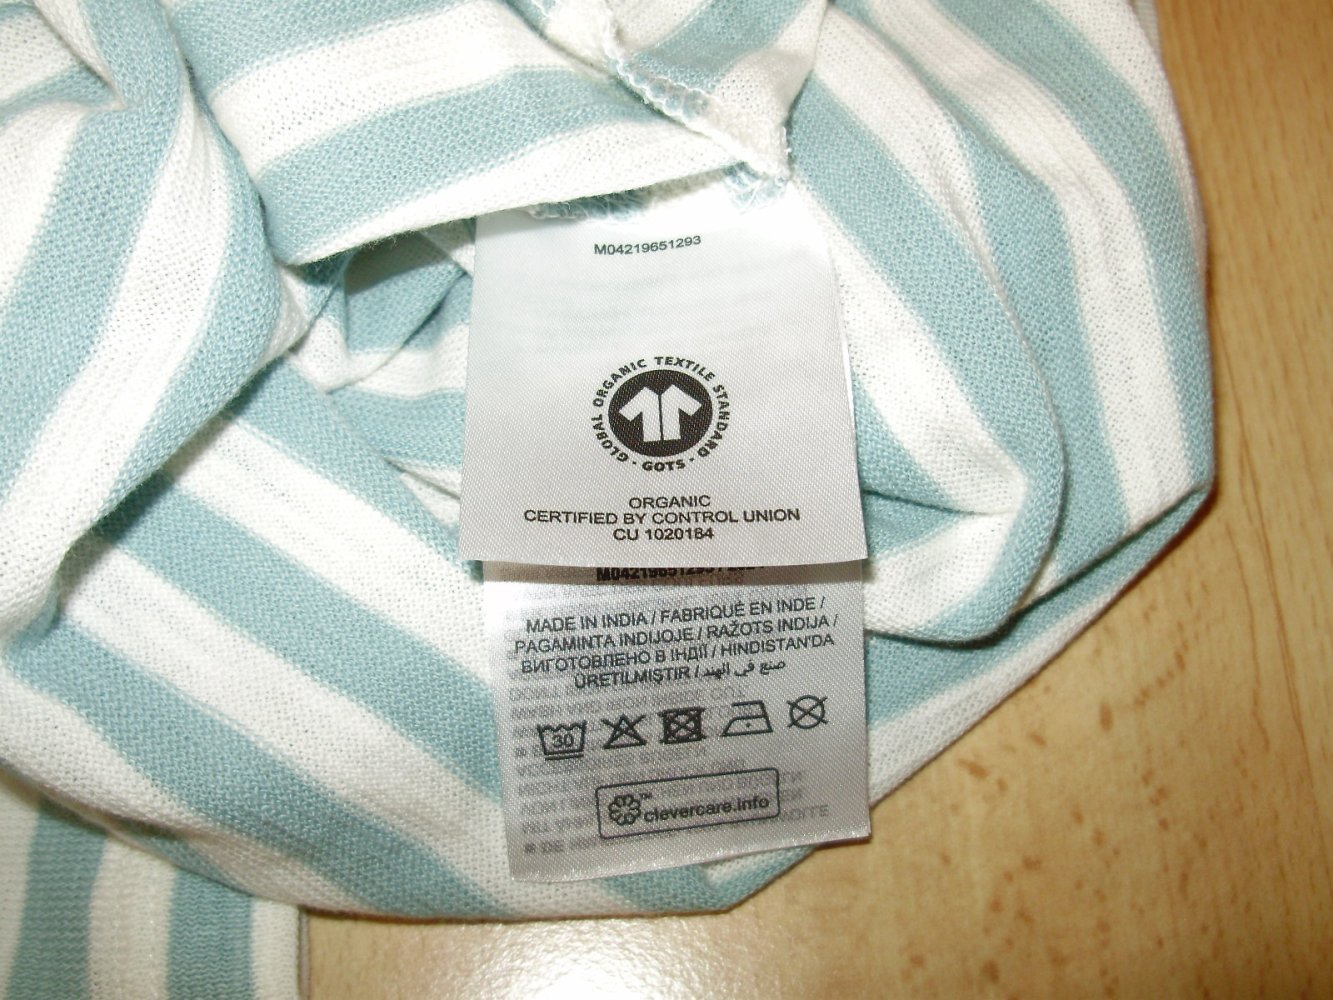 M04219651293
GLOBAL ORGANIC TEXTILE STANDARD · GOTS ·
ORGANIC
CERTIFIED BY CONTROL UNION
CU 1020184
MADE IN INDIA / FABRIQUÉ EN INDE /
PAGAMINTA INDIJOJE / RAŽOTS INDIJA /
ВИГОТОВЛЕНО В ІНДІЇ / HINDISTAN'DA
ÜRETILMIŞTIR / صنع في الهند
30
clevercare.info